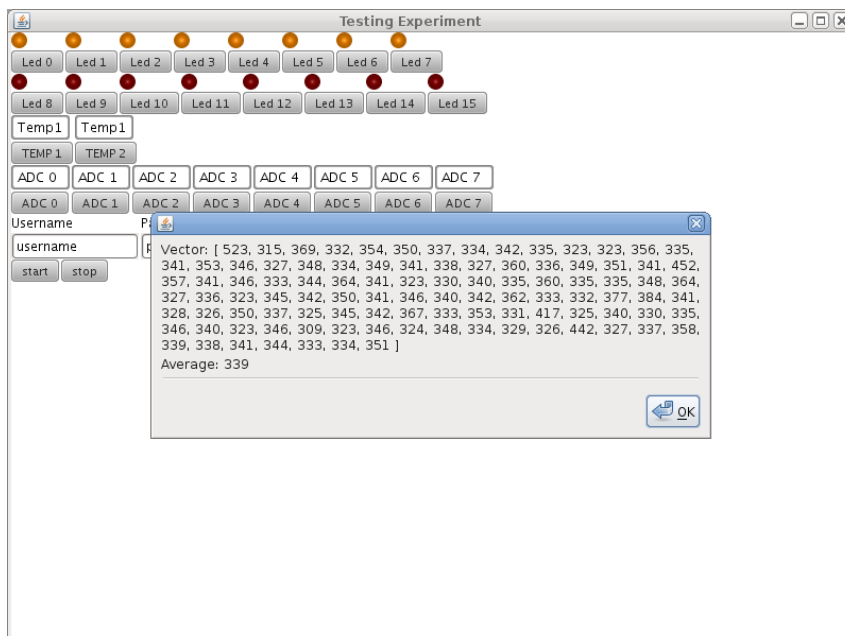 Testing Experiment
Led 0 Led 1 Led 2 Led 3 Led 4 Led 5 Led 6 Led 7
Led 8 Led 9 Led 10 Led 11 Led 12 Led 13 Led 14 Led 15
Temp1 Temp1
TEMP 1 TEMP 2
ADC 0 ADC 1 ADC 2 ADC 3 ADC 4 ADC 5 ADC 6 ADC 7
ADC 0 ADC 1 ADC 2 ADC 3 ADC 4 ADC 5 ADC 6 ADC 7
Username
username
start stop
Vector: [ 523, 315, 369, 332, 354, 350, 337, 334, 342, 335, 323, 323, 356, 335,
341, 353, 346, 327, 348, 334, 349, 341, 338, 327, 360, 336, 349, 351, 341, 452,
357, 341, 346, 333, 344, 364, 341, 323, 330, 340, 335, 360, 335, 335, 348, 364,
327, 336, 323, 345, 342, 350, 341, 346, 340, 342, 362, 333, 332, 377, 384, 341,
328, 326, 350, 337, 325, 345, 342, 367, 333, 353, 331, 417, 325, 340, 330, 335,
346, 340, 323, 346, 309, 323, 346, 324, 348, 334, 329, 326, 442, 327, 337, 358,
339, 338, 341, 344, 333, 334, 351 ]
Average: 339
OK